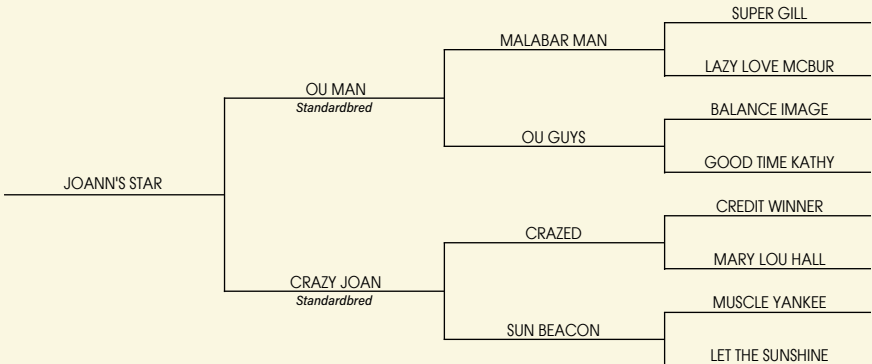 SUPER GILL
MALABAR MAN
LAZY LOVE MCBUR
OU MAN
Standardbred
BALANCE IMAGE
OU GUYS
GOOD TIME KATHY
JOANN'S STAR
CREDIT WINNER
CRAZED
MARY LOU HALL
CRAZY JOAN
Standardbred
MUSCLE YANKEE
SUN BEACON
LET THE SUNSHINE